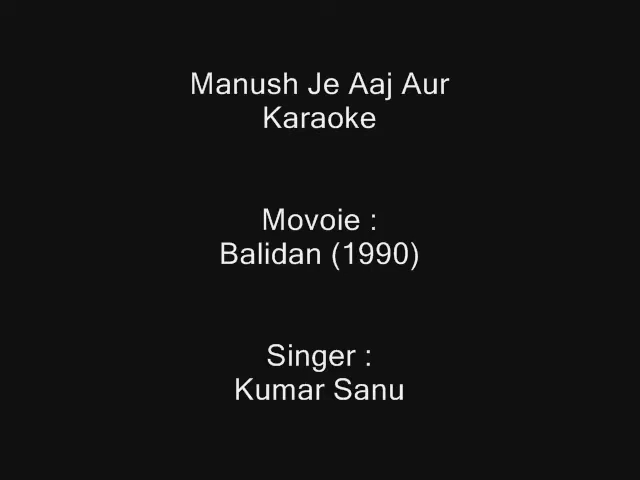 Manush Je Aaj Aur
Karaoke
Movoie :
Balidan (1990)
Singer :
Kumar Sanu